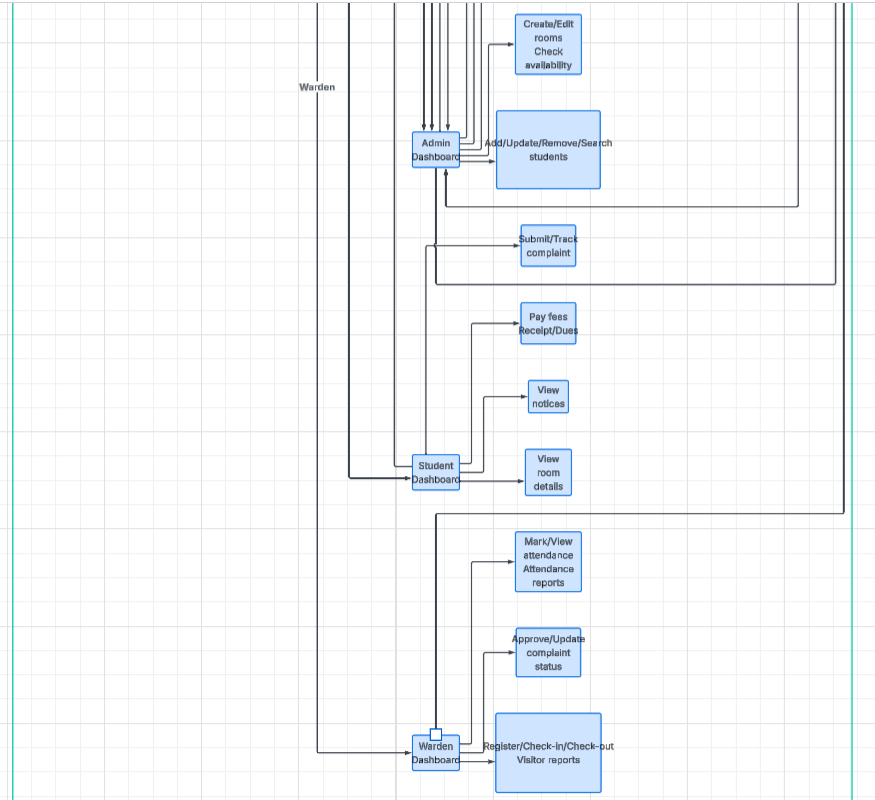 Create/Edit
rooms
Check
availability
Warden
Admin
Dashboard
Add/Update/Remove/Search
students
Submit/Track
complaint
Pay fees
Receipt/Dues
View
notices
Student
Dashboard
View
room
details
Mark/View
attendance
Attendance
reports
Approve/Update
complaint
status
Warden
Dashboard
Register/Check-in/Check-out
Visitor reports